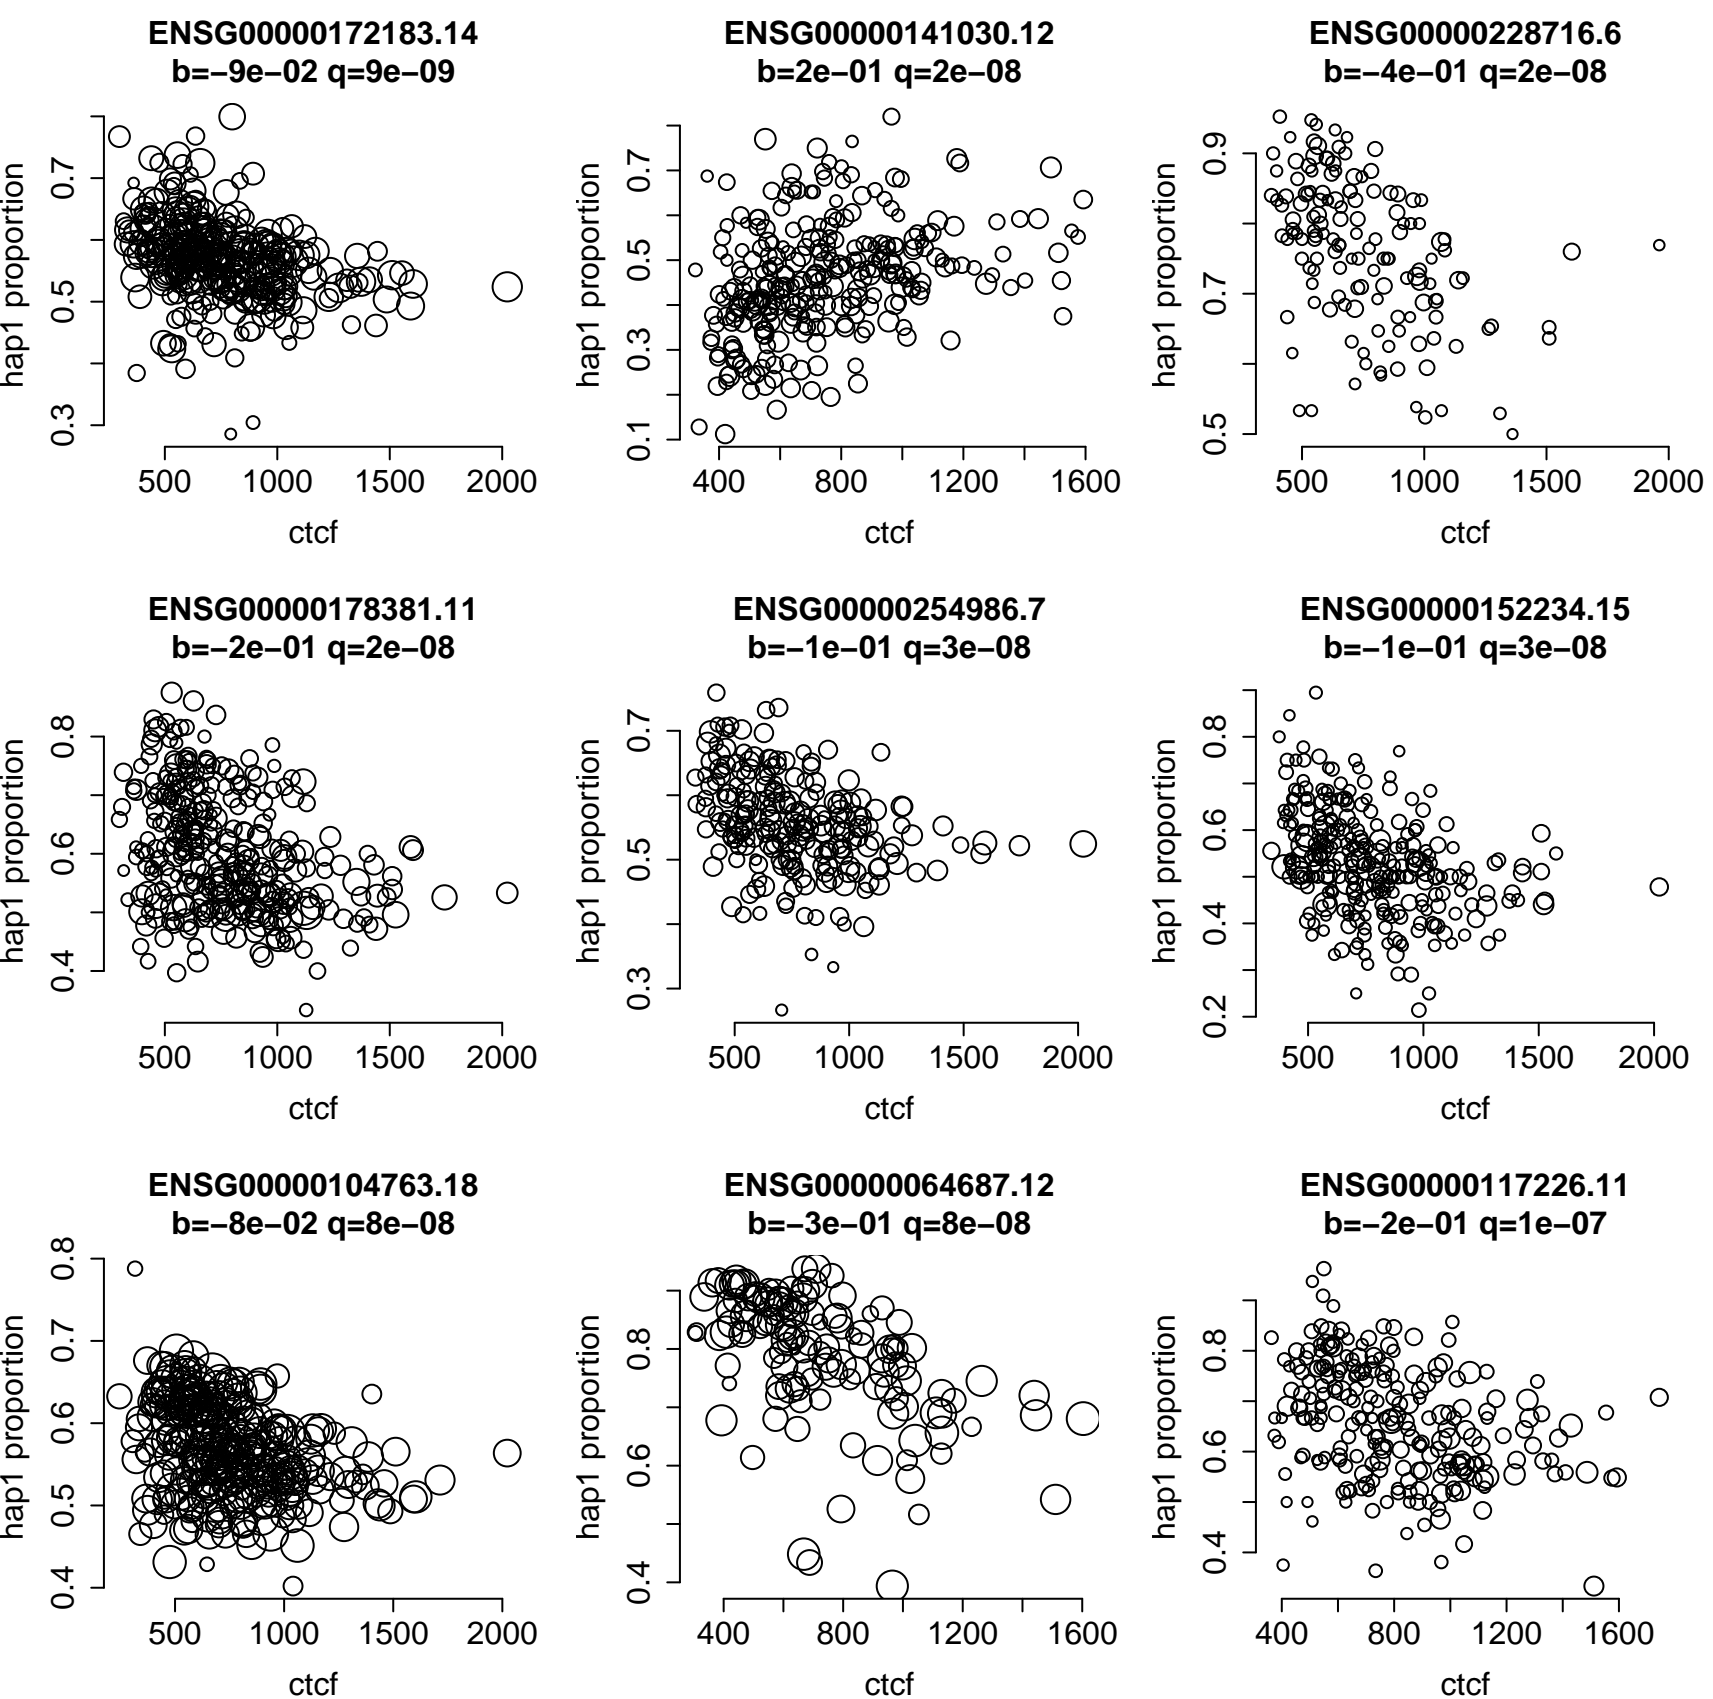 ENSG00000172183.14
b=−9e−02 q=9e−09
hap1 proportion
0.7
0.5
0.3
500 1000 1500 2000
ctcf
ENSG00000141030.12
b=2e−01 q=2e−08
hap1 proportion
0.7
0.5
0.3
0.1
400 800 1200 1600
ctcf
ENSG00000228716.6
b=−4e−01 q=2e−08
hap1 proportion
0.9
0.7
0.5
500 1000 1500 2000
ctcf
ENSG00000178381.11
b=−2e−01 q=2e−08
hap1 proportion
0.8
0.6
0.4
500 1000 1500 2000
ctcf
ENSG00000254986.7
b=−1e−01 q=3e−08
hap1 proportion
0.7
0.5
0.3
500 1000 1500 2000
ctcf
ENSG00000152234.15
b=−1e−01 q=3e−08
hap1 proportion
0.8
0.6
0.4
0.2
500 1000 1500 2000
ctcf
ENSG00000104763.18
b=−8e−02 q=8e−08
hap1 proportion
0.8
0.7
0.6
0.5
0.4
500 1000 1500 2000
ctcf
ENSG00000064687.12
b=−3e−01 q=8e−08
hap1 proportion
0.8
0.6
0.4
400 800 1200 1600
ctcf
ENSG00000117226.11
b=−2e−01 q=1e−07
hap1 proportion
0.8
0.6
0.4
400 800 1200 1600
ctcf